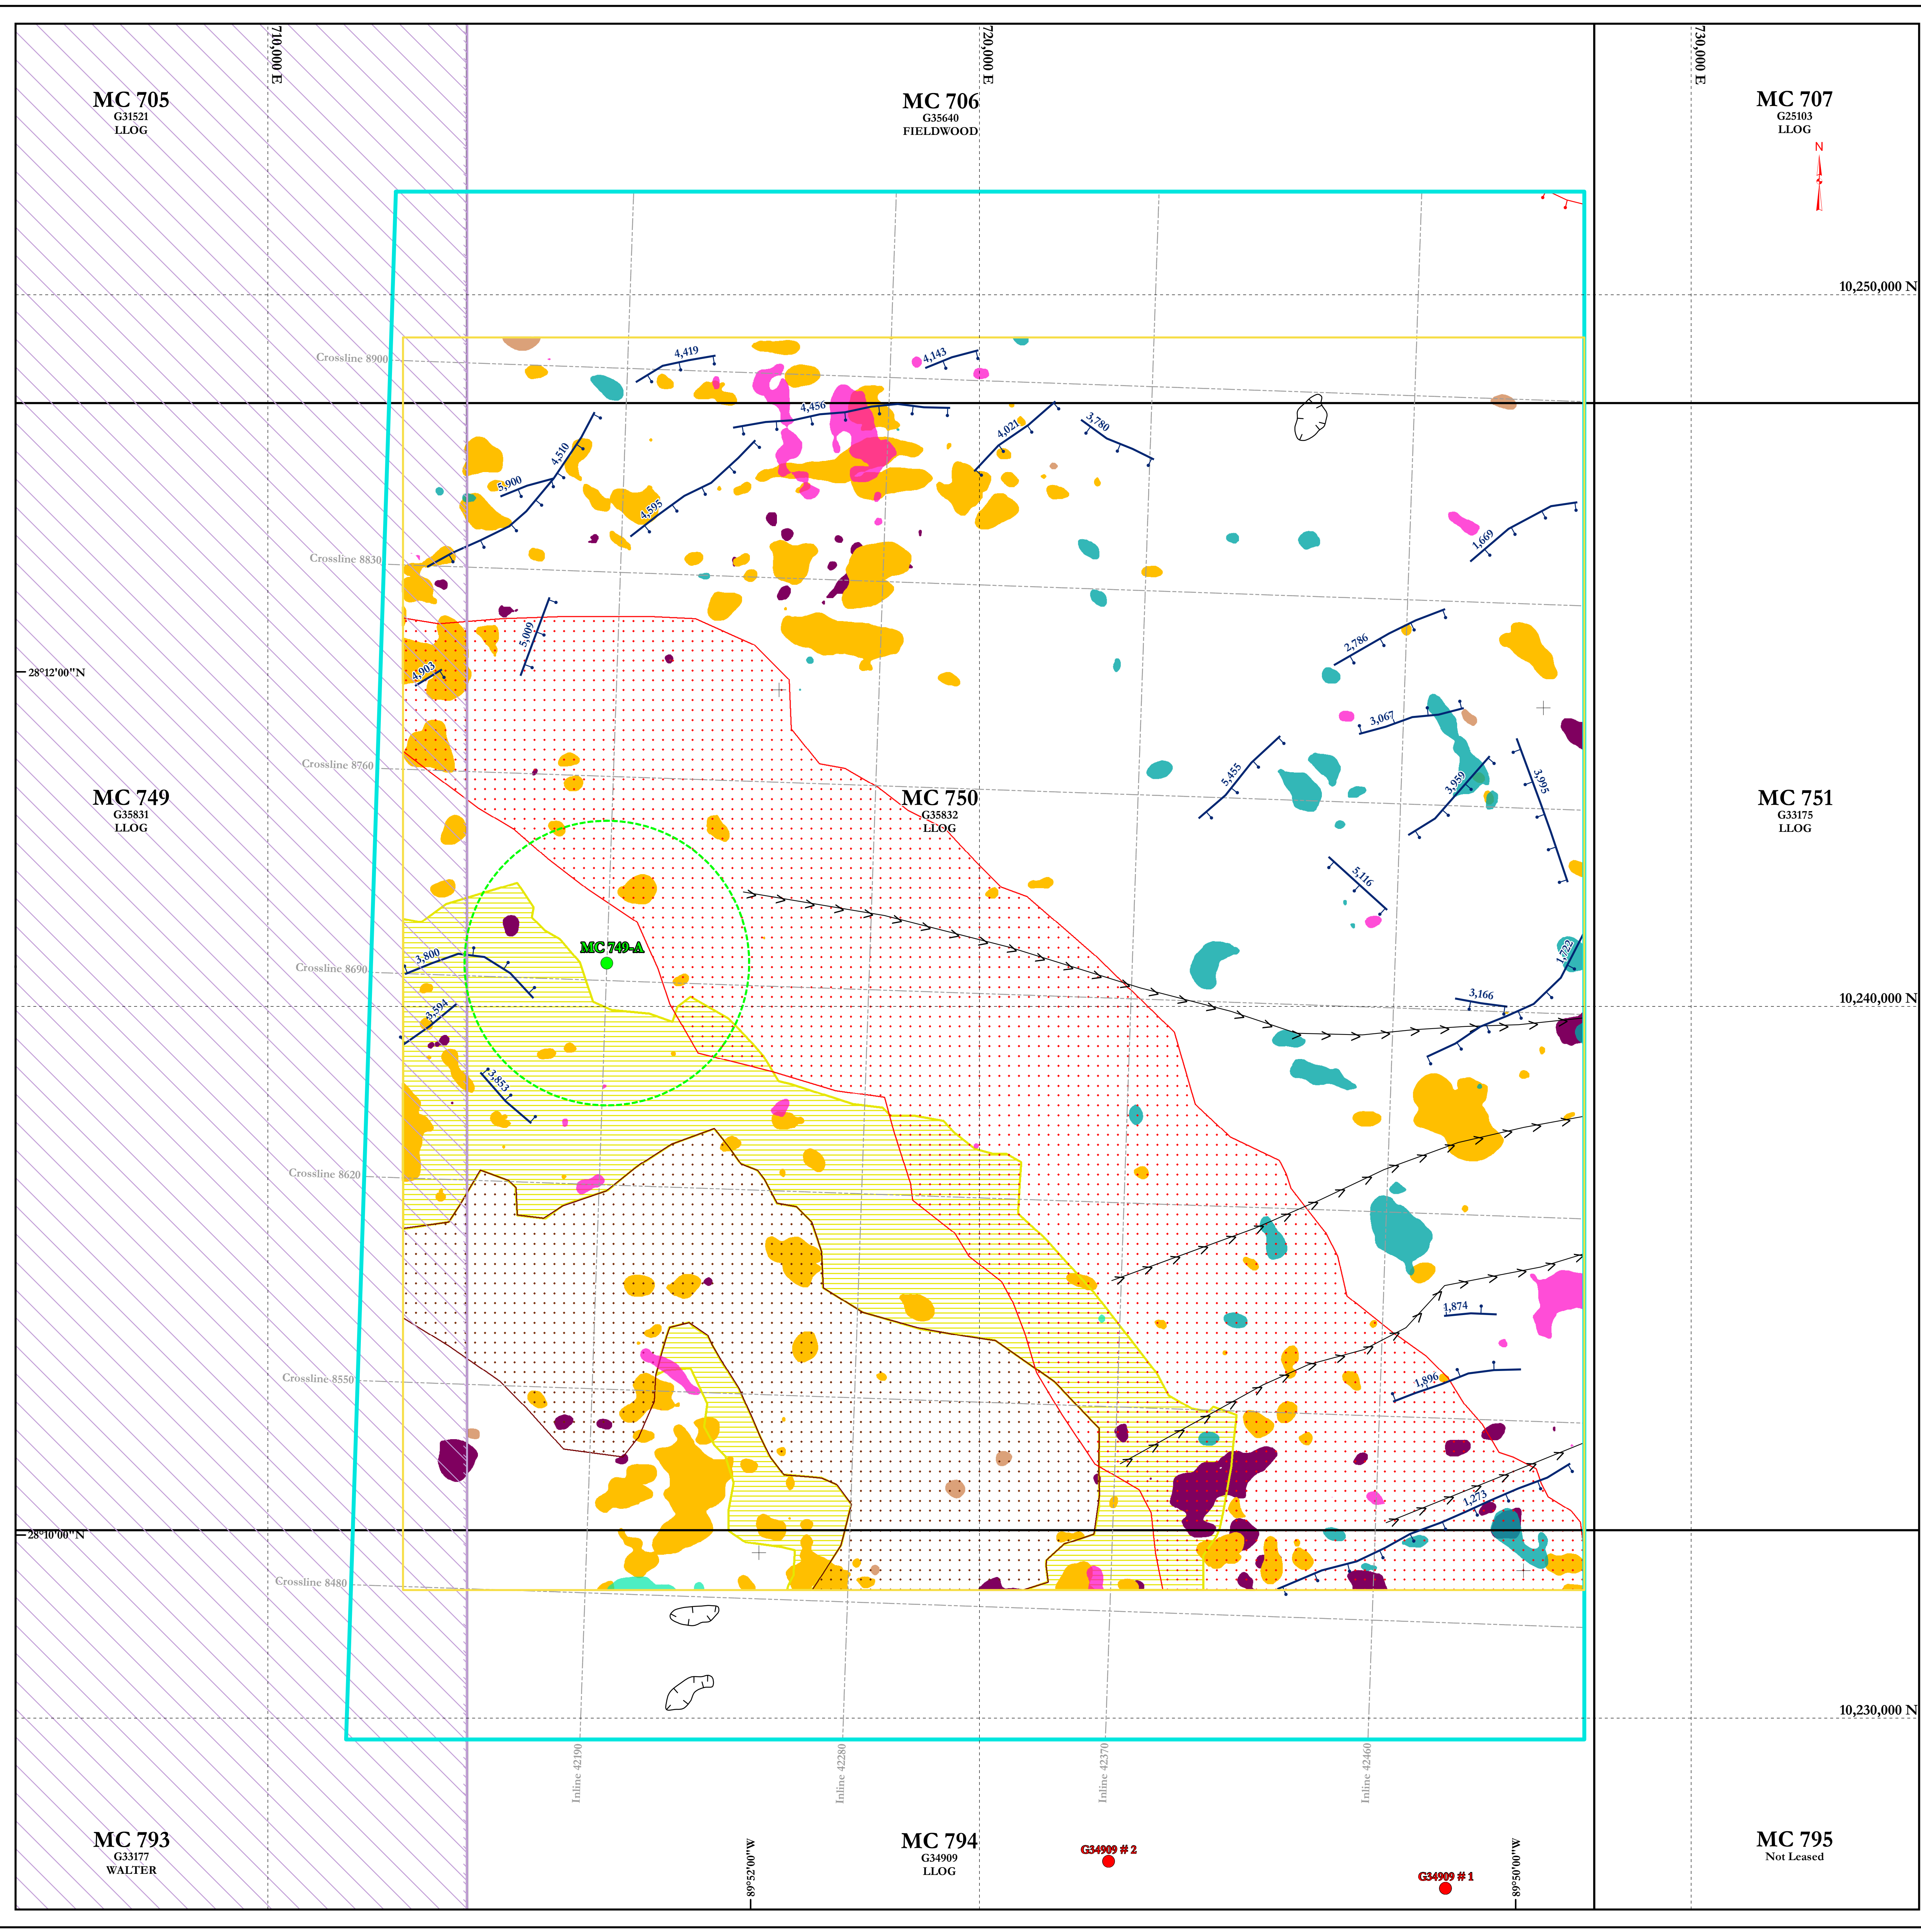 710,000 E
720,000 E
730,000 E
MC 705
G31521
LLOG
MC 706
G35640
FIELDWOOD
MC 707
G25103
LLOG
N
10,250,000 N
Crossline 8900
4,419
4,143
4,456
4,021
3,780
4,510
5,900
4,595
1,669
Crossline 8830
5,009
2,786
4,903
28°12'00"N
3,067
Crossline 8760
5,455
3,959
3,995
MC 749
G35831
LLOG
MC 750
G35832
LLOG
MC 751
G33175
LLOG
5,116
MC 749-A
3,800
1,722
Crossline 8690
3,166
3,594
10,240,000 N
3,853
Crossline 8620
1,874
Crossline 8550
1,896
1,273
28°10'00"N
Crossline 8480
10,230,000 N
Inline 42190
Inline 42280
Inline 42370
Inline 42460
MC 793
G33177
WALTER
89°52'00"W
MC 794
G34909
LLOG
G34909 # 2
G34909 # 1
89°50'00"W
MC 795
Not Leased